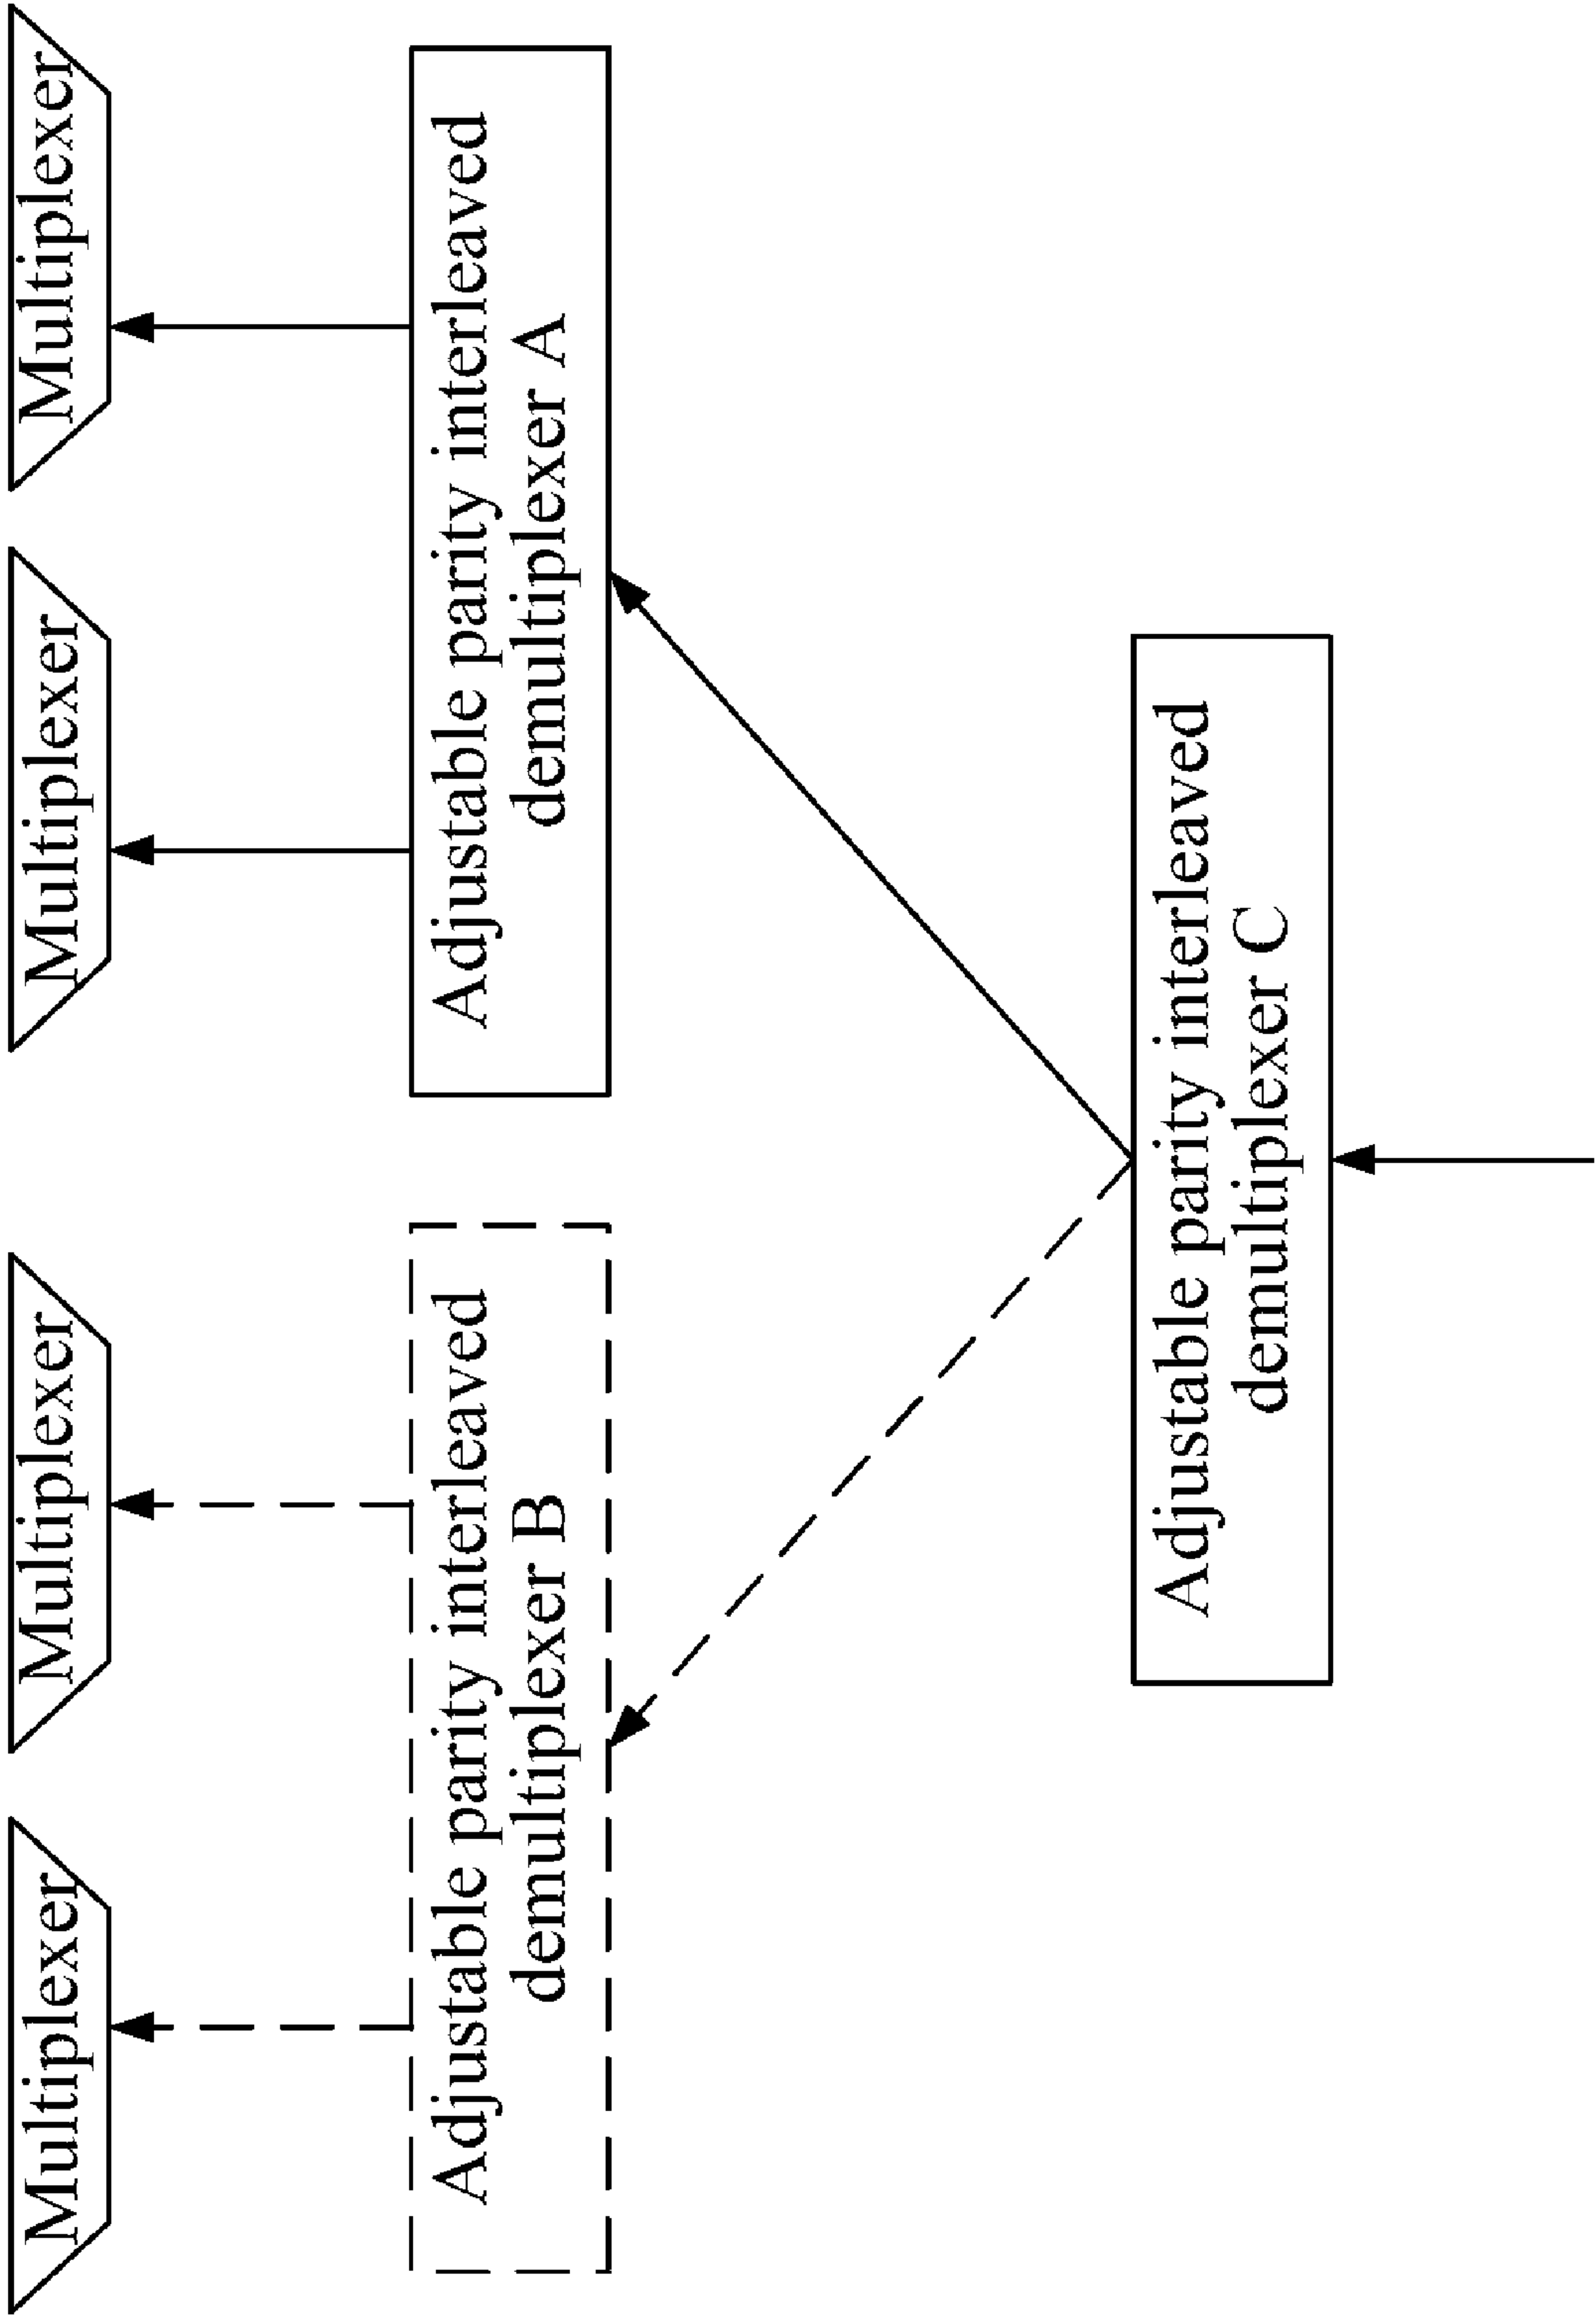 Multiplexer
Multiplexer
Multiplexer
Multiplexer
Adjustable parity interleaved
demultiplexer B
Adjustable parity interleaved
demultiplexer A
Adjustable parity interleaved
demultiplexer C